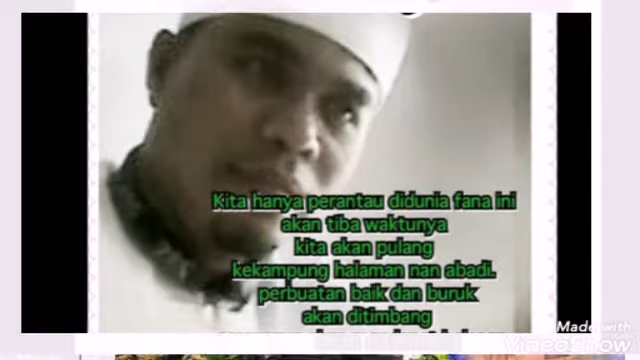 Kita hanya perantau didunia fana ini
akan tiba waktunya
kita akan pulang
kekampung halaman nan abadi.
perbuatan baik dan buruk
akan ditimbang
Made with
VideoShow